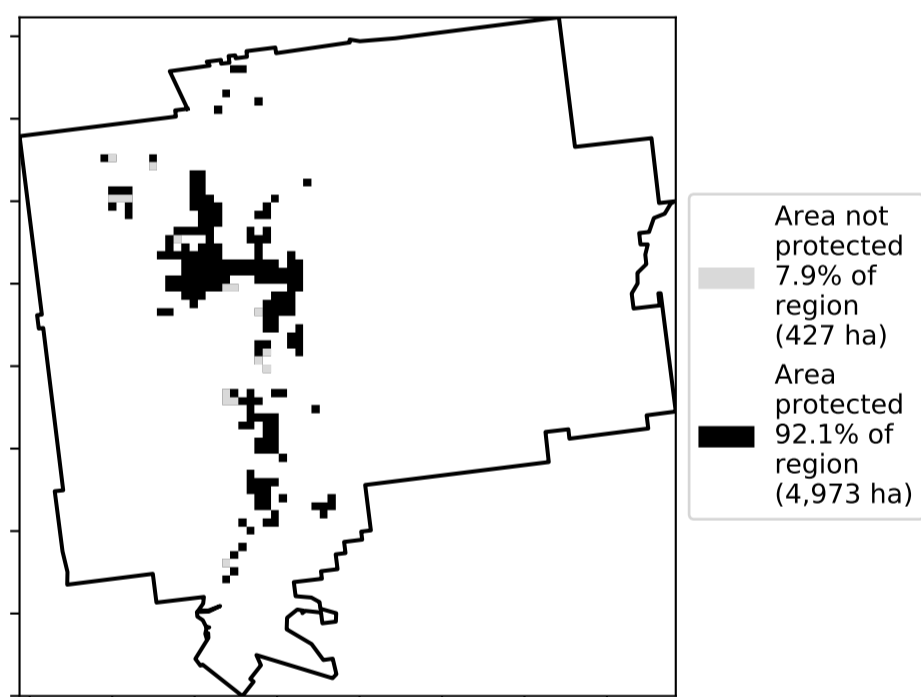 Area not
protected
7.9% of
region
(427 ha)
Area
protected
92.1% of
region
(4,973 ha)